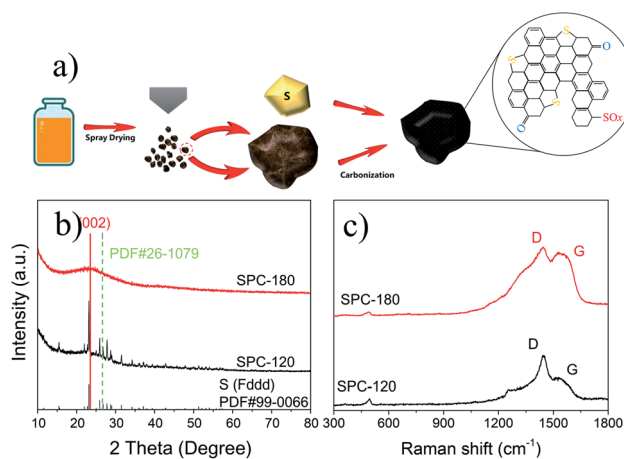 a)
Spray Drying
S
Carbonization
S
O
S
S
O
SOx
b)
(002)
PDF#26-1079
SPC-180
SPC-120
S (Fddd)
PDF#99-0066
Intensity (a.u.)
10 20 30 40 50 60 70 80
2 Theta (Degree)
c)
D
G
SPC-180
D
G
SPC-120
300 600 900 1200 1500 1800
Raman shift (cm⁻¹)